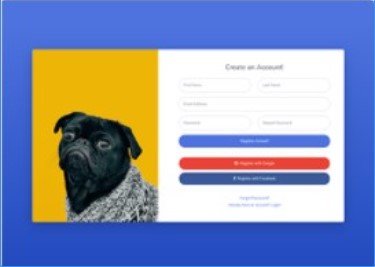 Create an Account!
First Name
Last Name
Email Address
Password
Repeat Password
Register Account
Register with Google
Register with Facebook
Forgot Password?
Already have an account? Login!